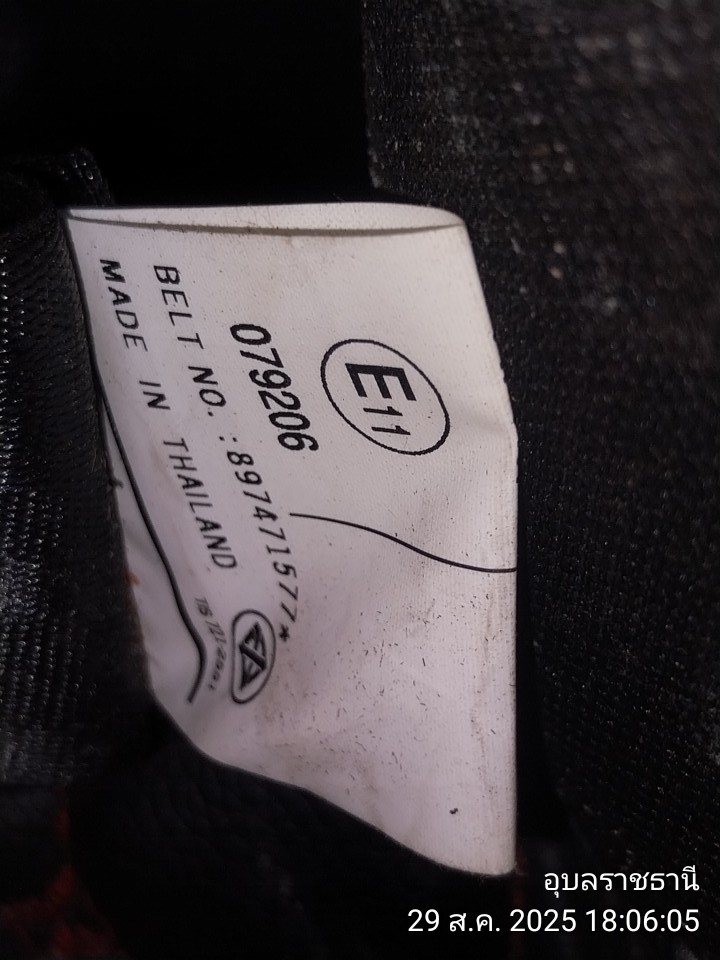 E11
079206
BELT NO. :897471577*
MADE IN THAILAND
อุบลราชธานี
29 ส.ค. 2025 18:06:05